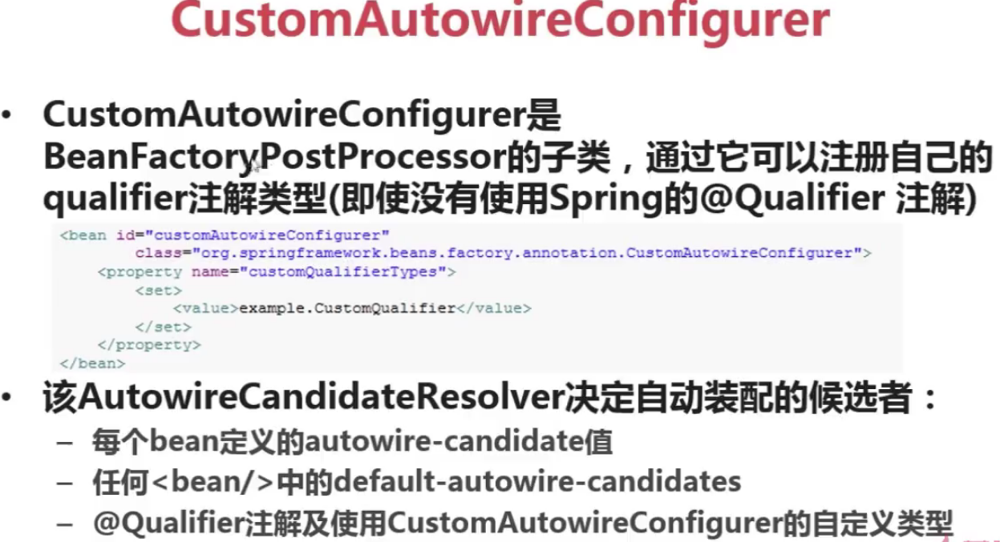 CustomAutowireConfigurer
• CustomAutowireConfigurer是
BeanFactoryPostProcessor的子类，通过它可以注册自己的
qualifier注解类型(即使没有使用Spring的@Qualifier 注解)
<bean id="customAutowireConfigurer"
class="org.springframework.beans.factory.annotation.CustomAutowireConfigurer">
<property name="customQualifierTypes">
<set>
<value>example.CustomQualifier</value>
</set>
</property>
</bean>
• 该AutowireCandidateResolver决定自动装配的候选者：
– 每个bean定义的autowire-candidate值
– 任何<bean/>中的default-autowire-candidates
– @Qualifier注解及使用CustomAutowireConfigurer的自定义类型